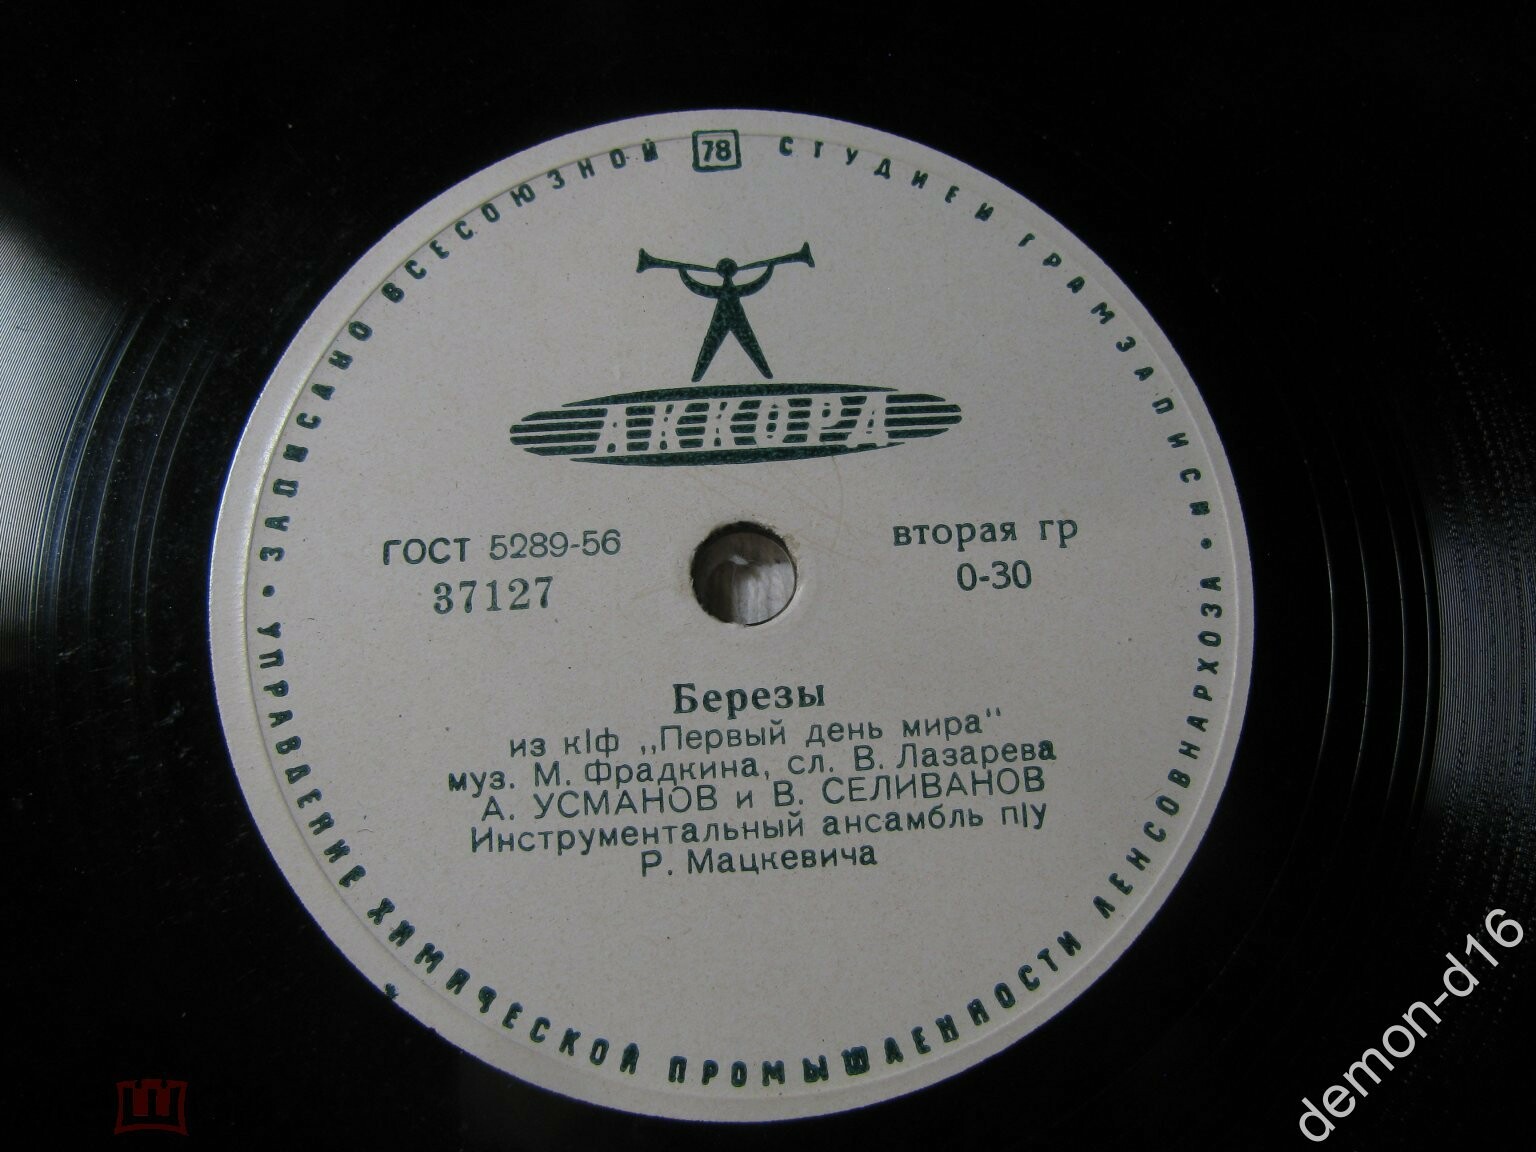 ЗАПИСАНО ВСЕСОЮЗНОЙ 78 СТУДИЕЙ ГРАМЗАПИСИ
АККОРД
ГОСТ 5289-56
37127
вторая гр
0-30
Березы
из к|ф „Первый день мира"
муз. М. Фрадкина, сл. В. Лазарева
А. УСМАНОВ и В. СЕЛИВАНОВ
Инструментальный ансамбль п|у
Р. Мацкевича
• УПРАВЛЕНИЕ ХИМИЧЕСКОЙ ПРОМЫШЛЕННОСТИ ЛЕНСОВНАРХОЗА •
demon-d16